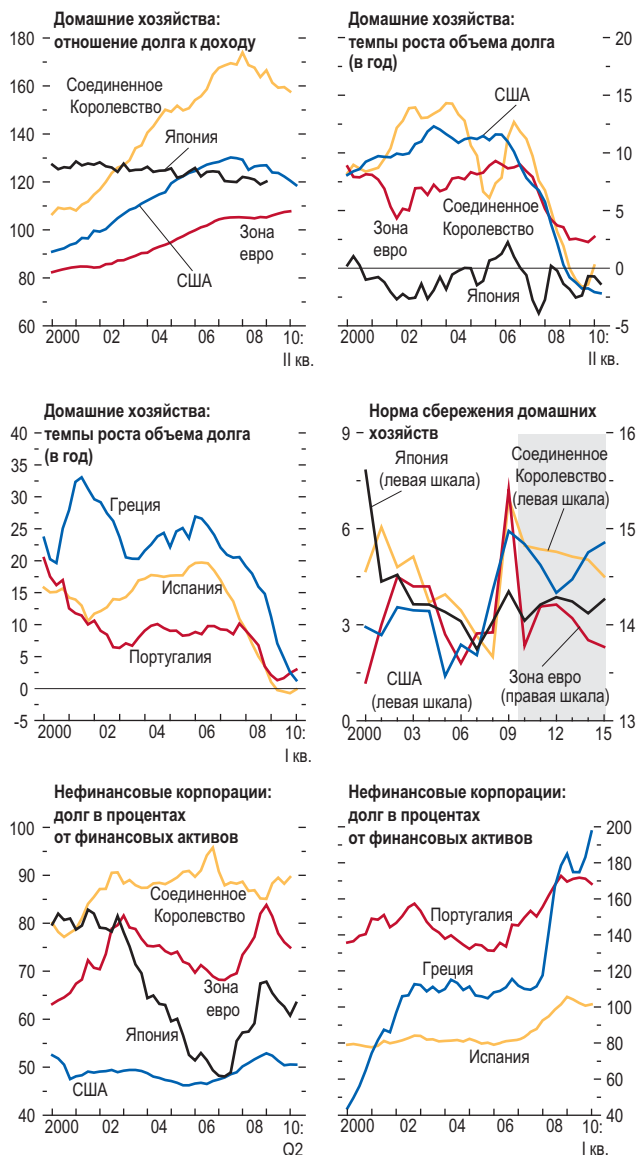 Домашние хозяйства:
отношение долга к доходу
180
160
140
120
100
80
60
Соединенное
Королевство
Япония
Зона
евро
США
2000 02 04 06 08 10:
II кв.
Домашние хозяйства:
темпы роста объема долга
(в год)
20
15
10
5
0
-5
США
Зона
евро
Соединенное
Королевство
Япония
2000 02 04 06 08 10:
II кв.
Домашние хозяйства:
темпы роста объема долга
(в год)
40
35
30
25
20
15
10
5
0
-5
Греция
Испания
Португалия
2000 02 04 06 08 10:
I кв.
Норма сбережения домашних
хозяйств
9
6
3
0
16
15
14
13
Япония
(левая шкала)
Соединенное
Королевство
(левая шкала)
США
(левая шкала)
Зона евро
(правая шкала)
2000 03 06 09 12 15
Нефинансовые корпорации:
долг в процентах
от финансовых активов
100
90
80
70
60
50
40
Соединенное
Королевство
Зона
евро
Япония
США
2000 02 04 06 08 10:
Q2
Нефинансовые корпорации:
долг в процентах
от финансовых активов
200
180
160
140
120
100
80
60
40
Португалия
Греция
Испания
2000 02 04 06 08 10:
I кв.